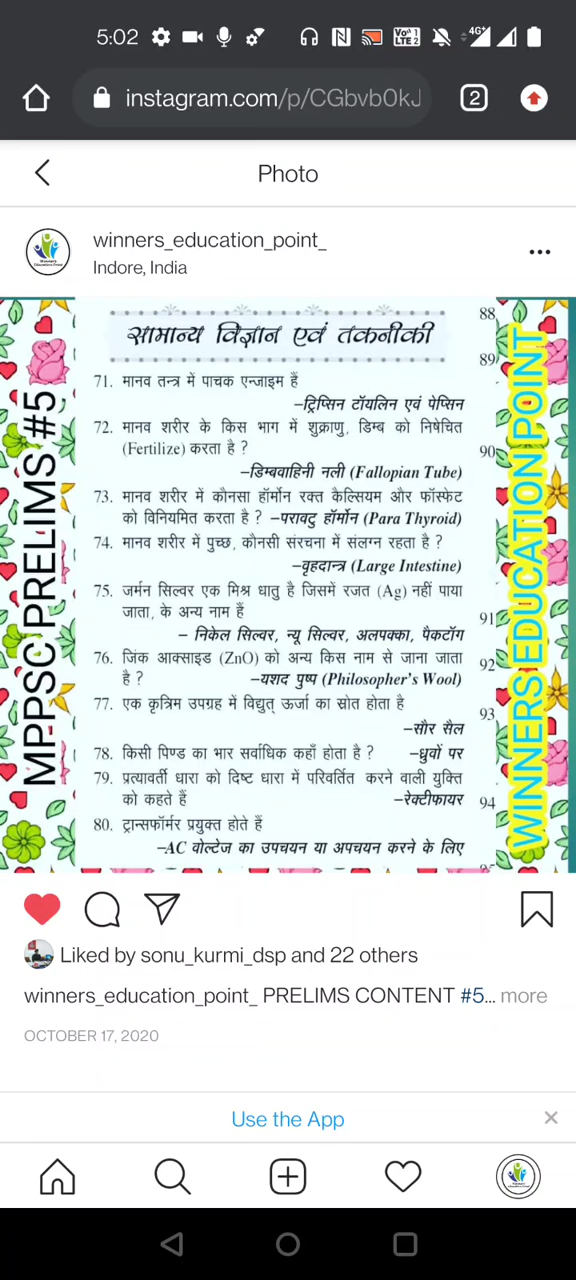 5:02
Vo)) 1
LTE 2
4G+
instagram.com/p/CGbvb0kJ
2
Photo
winners_education_point_
Indore, India
MPPSC PRELIMS #5
सामान्य विज्ञान एवं तकनीकी
71. मानव तन्त्र में पाचक एन्जाइम हैं
–ट्रिप्सिन टॉयलिन एवं पेप्सिन
72. मानव शरीर के किस भाग में शुक्राणु, डिम्ब को निषेचित
(Fertilize) करता है ?
–डिम्बवाहिनी नली (Fallopian Tube)
73. मानव शरीर में कौनसा हॉर्मोन रक्त कैल्सियम और फॉस्फेट
को विनियमित करता है ? –परावटु हॉर्मोन (Para Thyroid)
74. मानव शरीर में पुच्छ, कौनसी संरचना में संलग्न रहता है ?
–वृहदान्त्र (Large Intestine)
75. जर्मन सिल्वर एक मिश्र धातु है जिसमें रजत (Ag) नहीं पाया
जाता, के अन्य नाम हैं
– निकेल सिल्वर, न्यू सिल्वर, अलपक्का, पैकटॉग
76. जिंक आक्साइड (ZnO) को अन्य किस नाम से जाना जाता
है ? –यशद पुष्प (Philosopher's Wool)
77. एक कृत्रिम उपग्रह में विद्युत् ऊर्जा का स्रोत होता है
–सौर सैल
78. किसी पिण्ड का भार सर्वाधिक कहाँ होता है ? –ध्रुवों पर
79. प्रत्यावर्ती धारा को दिष्ट धारा में परिवर्तित करने वाली युक्ति
को कहते हैं –रेक्टीफायर
80. ट्रान्सफॉर्मर प्रयुक्त होते हैं
–AC वोल्टेज का उपचयन या अपचयन करने के लिए
88
89
90
91
92
93
94
WINNERS EDUCATION POINT
Liked by sonu_kurmi_dsp and 22 others
winners_education_point_ PRELIMS CONTENT #5... more
OCTOBER 17, 2020
Use the App